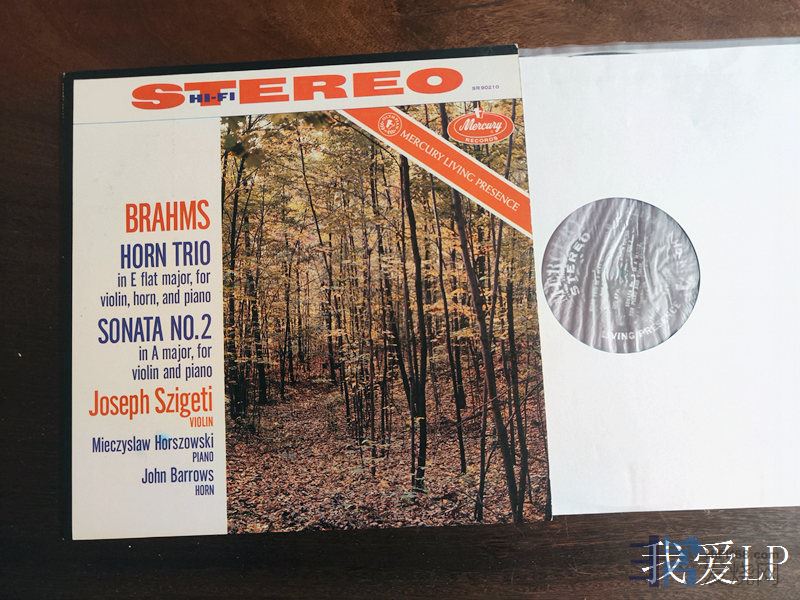 STEREO
HI-FI
SR90210
Mercury
RECORDS
MERCURY LIVING PRESENCE
BRAHMS
HORN TRIO
in E flat major, for
violin, horn, and piano
SONATA NO.2
in A major, for
violin and piano
Joseph Szigeti
VIOLIN
Mieczyslaw Horszowski
PIANO
John Barrows
HORN
STEREO
LIVING PRESENCE
我爱LP